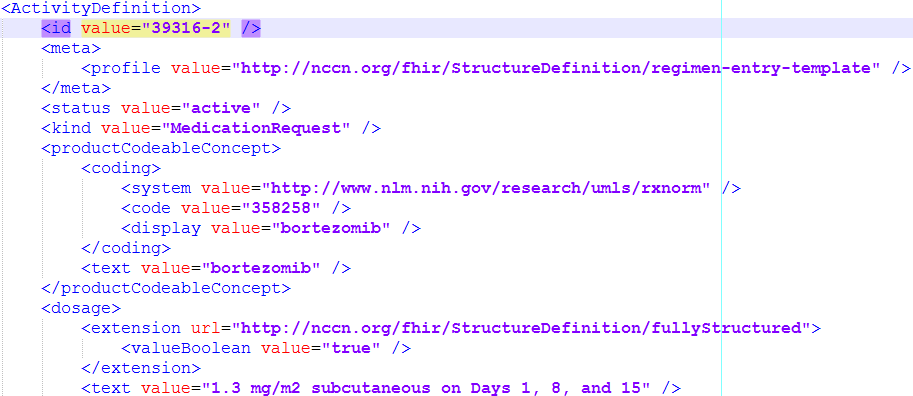 <ActivityDefinition>
<id value="39316-2" />
<meta>
<profile value="http://nccn.org/fhir/StructureDefinition/regimen-entry-template" />
</meta>
<status value="active" />
<kind value="MedicationRequest" />
<productCodeableConcept>
<coding>
<system value="http://www.nlm.nih.gov/research/umls/rxnorm" />
<code value="358258" />
<display value="bortezomib" />
</coding>
<text value="bortezomib" />
</productCodeableConcept>
<dosage>
<extension url="http://nccn.org/fhir/StructureDefinition/fullyStructured">
<valueBoolean value="true" />
</extension>
<text value="1.3 mg/m2 subcutaneous on Days 1, 8, and 15" />